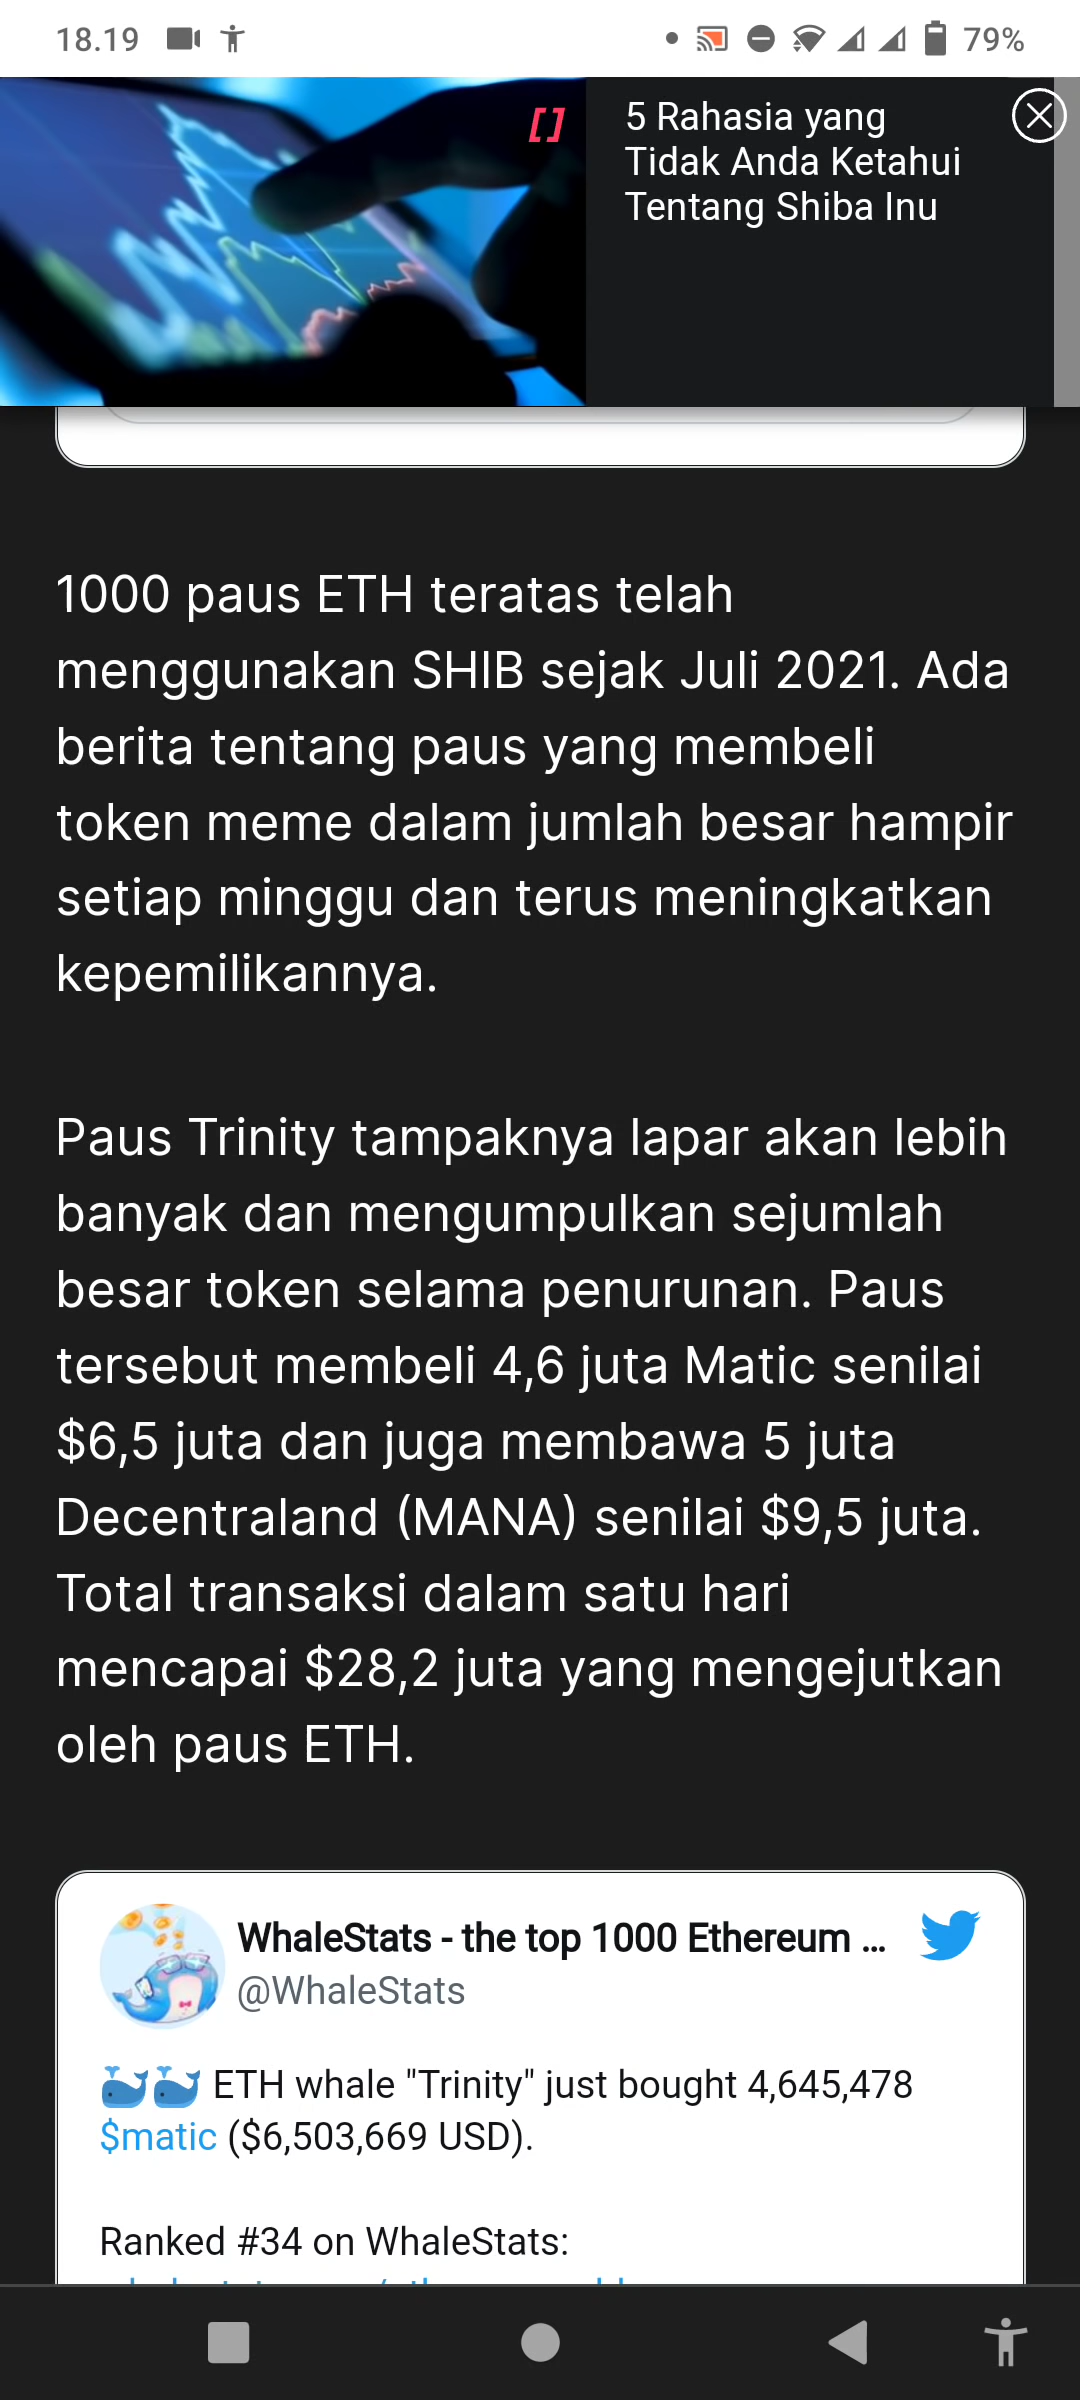 18.19
79%
[]
5 Rahasia yang
Tidak Anda Ketahui
Tentang Shiba Inu
1000 paus ETH teratas telah
menggunakan SHIB sejak Juli 2021. Ada
berita tentang paus yang membeli
token meme dalam jumlah besar hampir
setiap minggu dan terus meningkatkan
kepemilikannya.
Paus Trinity tampaknya lapar akan lebih
banyak dan mengumpulkan sejumlah
besar token selama penurunan. Paus
tersebut membeli 4,6 juta Matic senilai
$6,5 juta dan juga membawa 5 juta
Decentraland (MANA) senilai $9,5 juta.
Total transaksi dalam satu hari
mencapai $28,2 juta yang mengejutkan
oleh paus ETH.
WhaleStats - the top 1000 Ethereum ...
@WhaleStats
🐳🐳 ETH whale "Trinity" just bought 4,645,478
$matic ($6,503,669 USD).
Ranked #34 on WhaleStats: